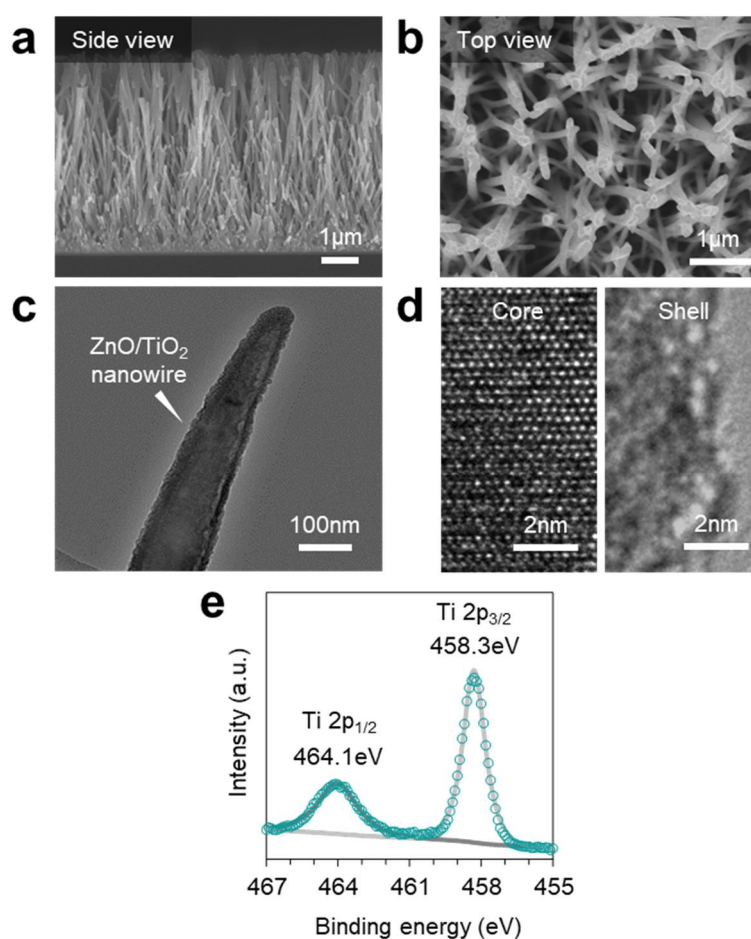 a
Side view
1μm
b
Top view
1μm
c
ZnO/TiO₂
nanowire
100nm
d
Core
2nm
Shell
2nm
e
Intensity (a.u.)
Ti 2p₁/₂
464.1eV
Ti 2p₃/₂
458.3eV
467 464 461 458 455
Binding energy (eV)